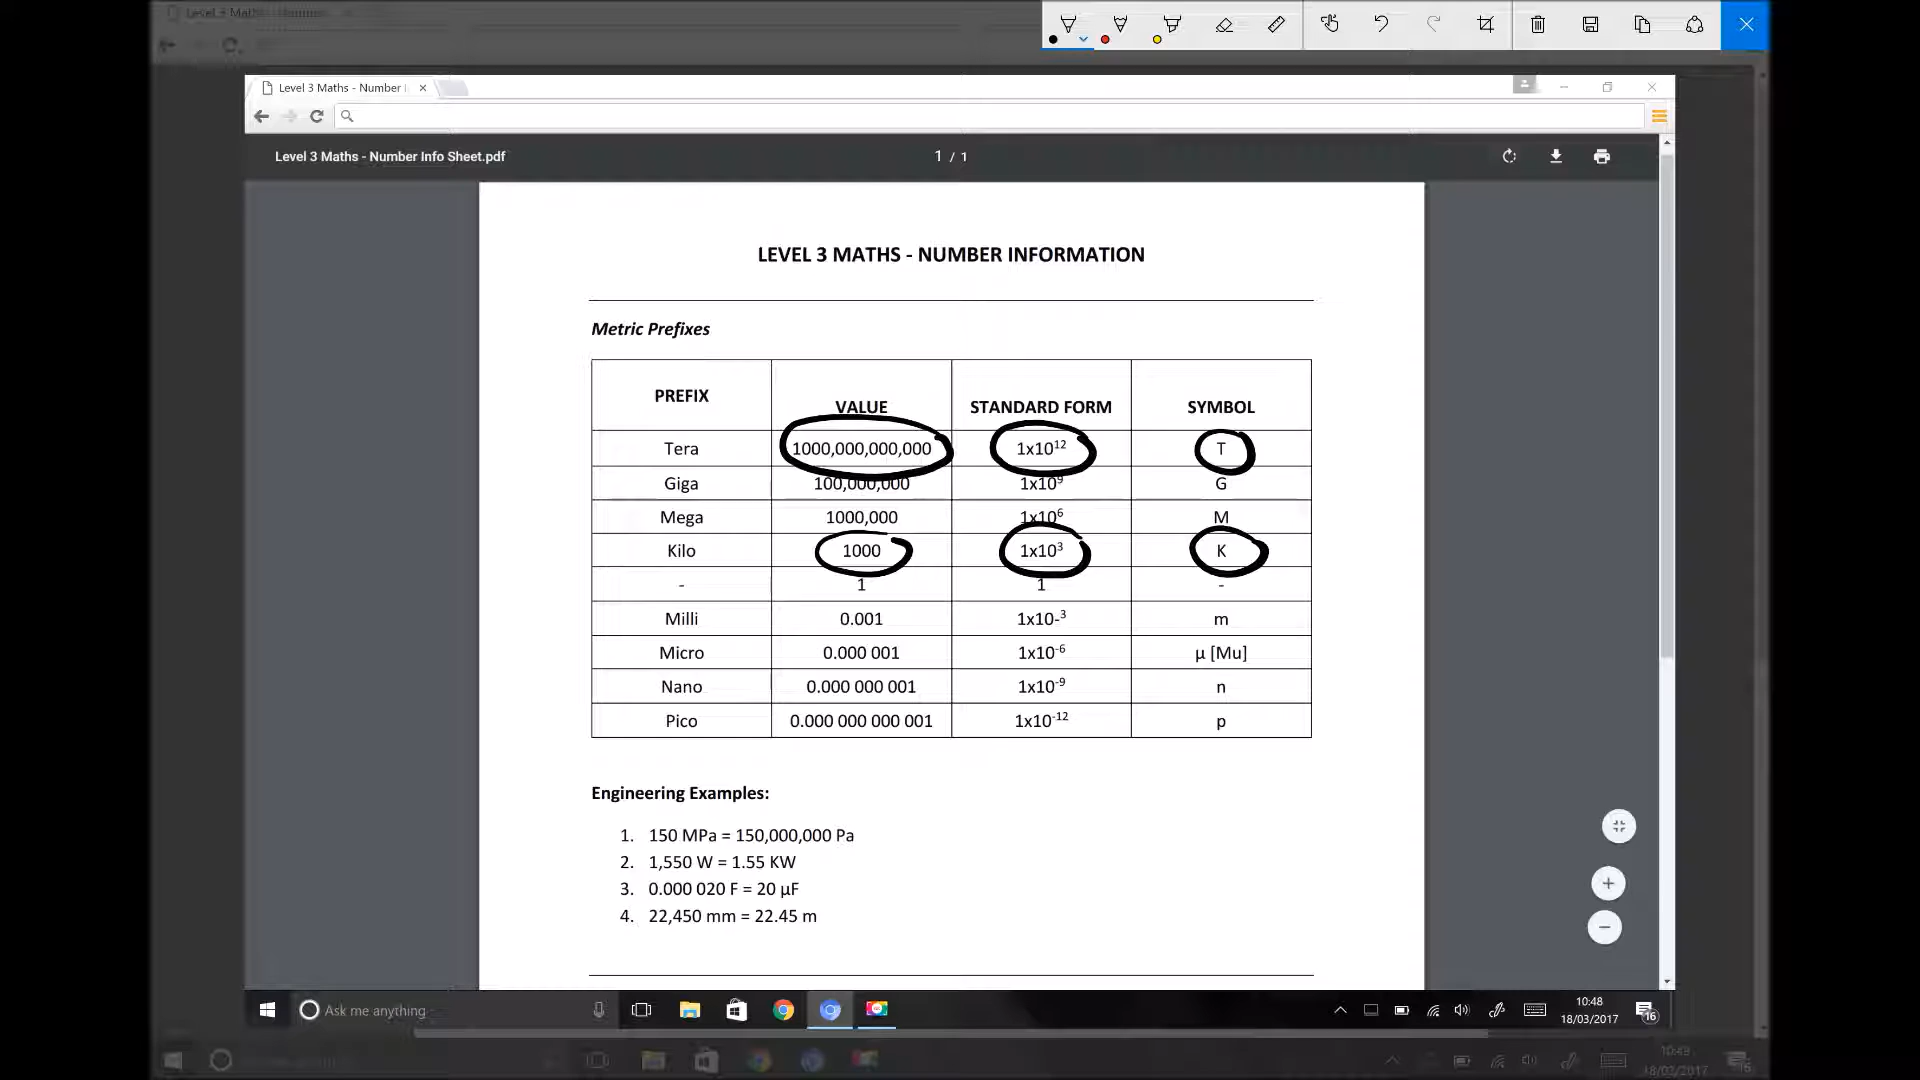 Level 3 Maths - Number
Level 3 Maths - Number Info Sheet.pdf
1 / 1
LEVEL 3 MATHS - NUMBER INFORMATION
Metric Prefixes
PREFIX VALUE STANDARD FORM SYMBOL
Tera 1000,000,000,000 1x10¹² T
Giga 100,000,000 1x10⁹ G
Mega 1000,000 1x10⁶ M
Kilo 1000 1x10³ K
- 1 1 -
Milli 0.001 1x10-³ m
Micro 0.000 001 1x10⁻⁶ µ [Mu]
Nano 0.000 000 001 1x10⁻⁹ n
Pico 0.000 000 000 001 1x10⁻¹² p
Engineering Examples:
1. 150 MPa = 150,000,000 Pa
2. 1,550 W = 1.55 KW
3. 0.000 020 F = 20 µF
4. 22,450 mm = 22.45 m
Ask me anything
10:48
18/03/2017
16
18/03/2017